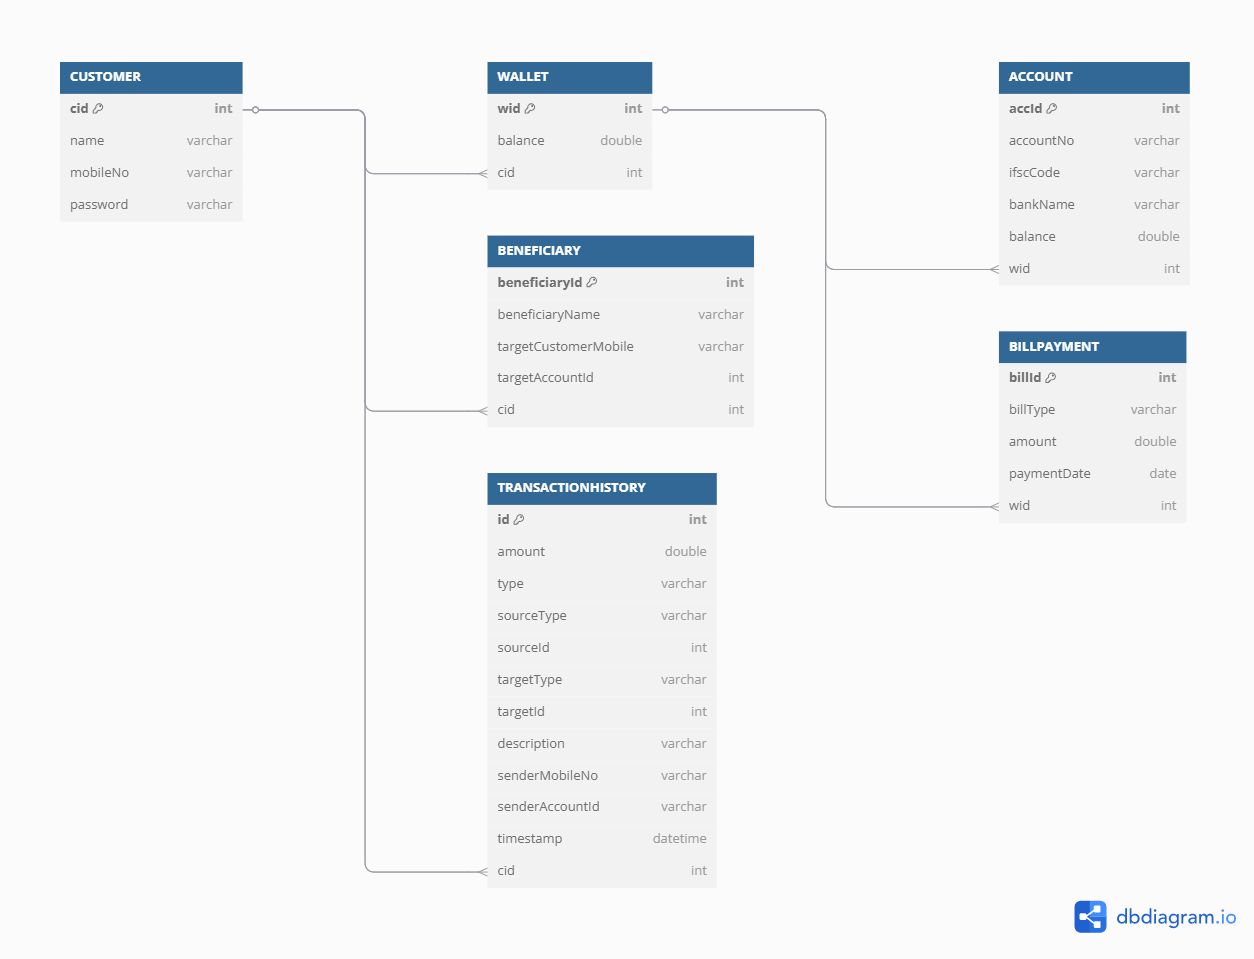 CUSTOMER
cid int
name varchar
mobileNo varchar
password varchar
WALLET
wid int
balance double
cid int
BENEFICIARY
beneficiaryId int
beneficiaryName varchar
targetCustomerMobile varchar
targetAccountId int
cid int
TRANSACTIONHISTORY
id int
amount double
type varchar
sourceType varchar
sourceId int
targetType varchar
targetId int
description varchar
senderMobileNo varchar
senderAccountId varchar
timestamp datetime
cid int
ACCOUNT
accId int
accountNo varchar
ifscCode varchar
bankName varchar
balance double
wid int
BILLPAYMENT
billId int
billType varchar
amount double
paymentDate date
wid int
dbdiagram.io